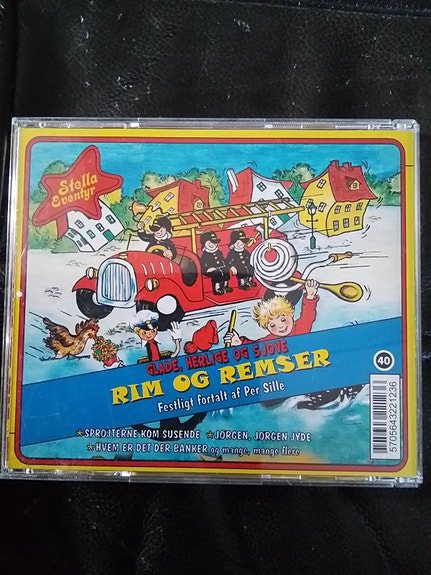 Stella
Eventyr
GLADE, HERLIGE OG SJOVE
RIM OG REMSER
Festligt fortalt af Per Sille
40
SPRØJTERNE KOM SUSENDE JØRGEN, JØRGEN JYDE
HVEM ER DET DER BANKER og mange, mange flere
5705643221236